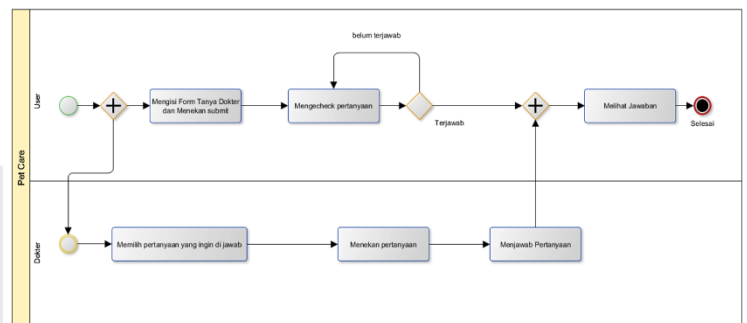 Pet Care
User
belum terjawab
Mengisi Form Tanya Dokter
dan Menekan submit
Mengecheck pertanyaan
Terjawab
Melihat Jawaban
Selesai
Dokter
Memilih pertanyaan yang ingin di jawab
Menekan pertanyaan
Menjawab Pertanyaan